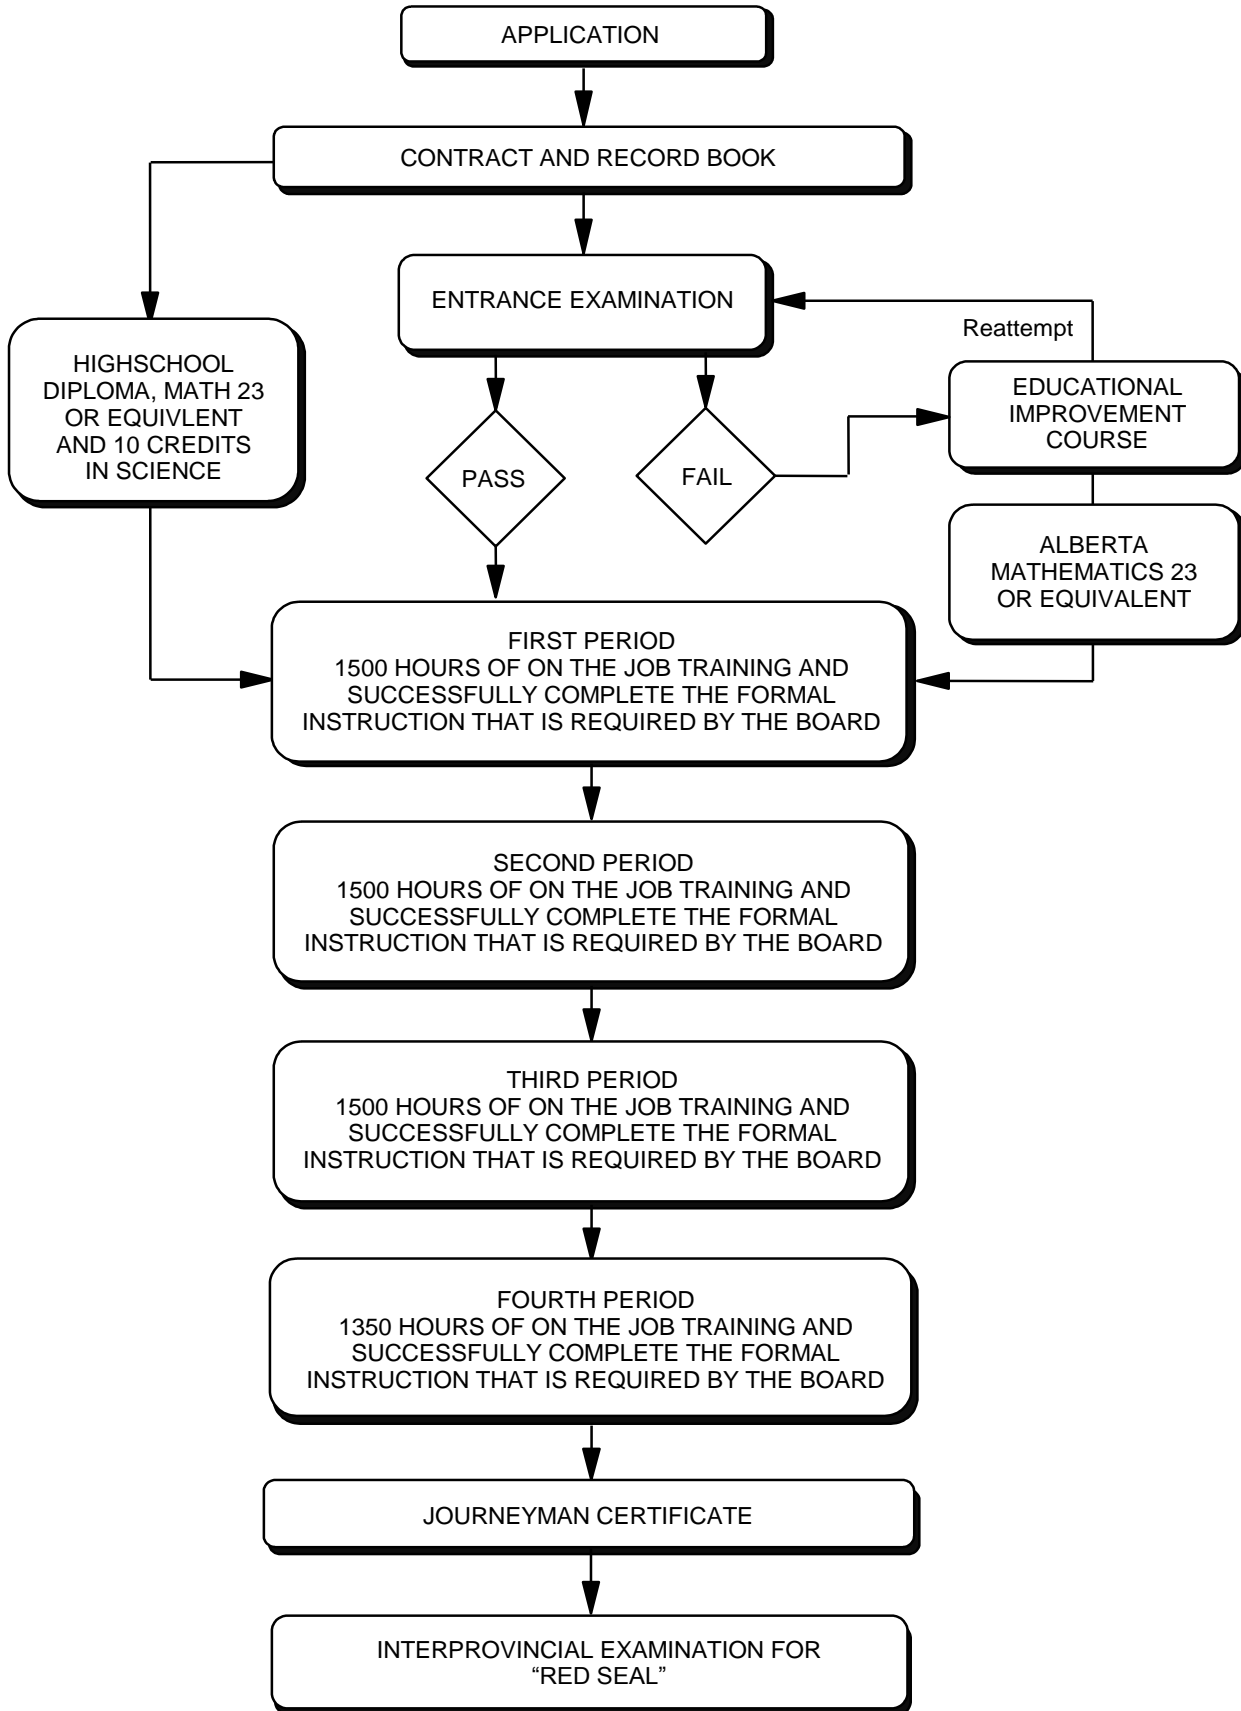 APPLICATION
CONTRACT AND RECORD BOOK
ENTRANCE EXAMINATION
Reattempt
HIGHSCHOOL
DIPLOMA, MATH 23
OR EQUIVLENT
AND 10 CREDITS
IN SCIENCE
PASS
FAIL
EDUCATIONAL
IMPROVEMENT
COURSE
ALBERTA
MATHEMATICS 23
OR EQUIVALENT
FIRST PERIOD
1500 HOURS OF ON THE JOB TRAINING AND
SUCCESSFULLY COMPLETE THE FORMAL
INSTRUCTION THAT IS REQUIRED BY THE BOARD
SECOND PERIOD
1500 HOURS OF ON THE JOB TRAINING AND
SUCCESSFULLY COMPLETE THE FORMAL
INSTRUCTION THAT IS REQUIRED BY THE BOARD
THIRD PERIOD
1500 HOURS OF ON THE JOB TRAINING AND
SUCCESSFULLY COMPLETE THE FORMAL
INSTRUCTION THAT IS REQUIRED BY THE BOARD
FOURTH PERIOD
1350 HOURS OF ON THE JOB TRAINING AND
SUCCESSFULLY COMPLETE THE FORMAL
INSTRUCTION THAT IS REQUIRED BY THE BOARD
JOURNEYMAN CERTIFICATE
INTERPROVINCIAL EXAMINATION FOR
“RED SEAL”